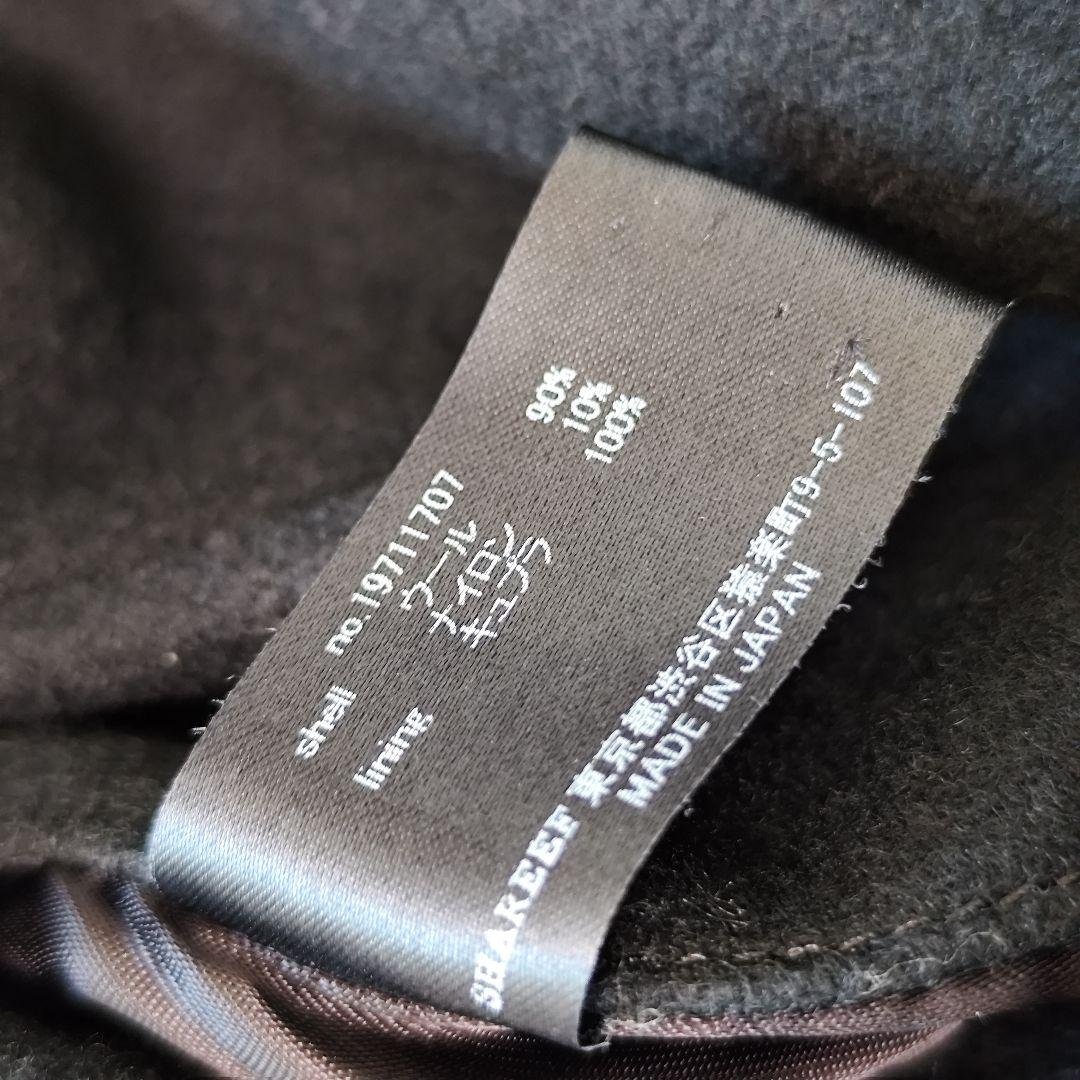 no.19711707
shell ウール 90%
ナイロン 10%
lining キュプラ 100%
SHAREEF 東京都渋谷区鶯楽町9-5-107
MADE IN JAPAN